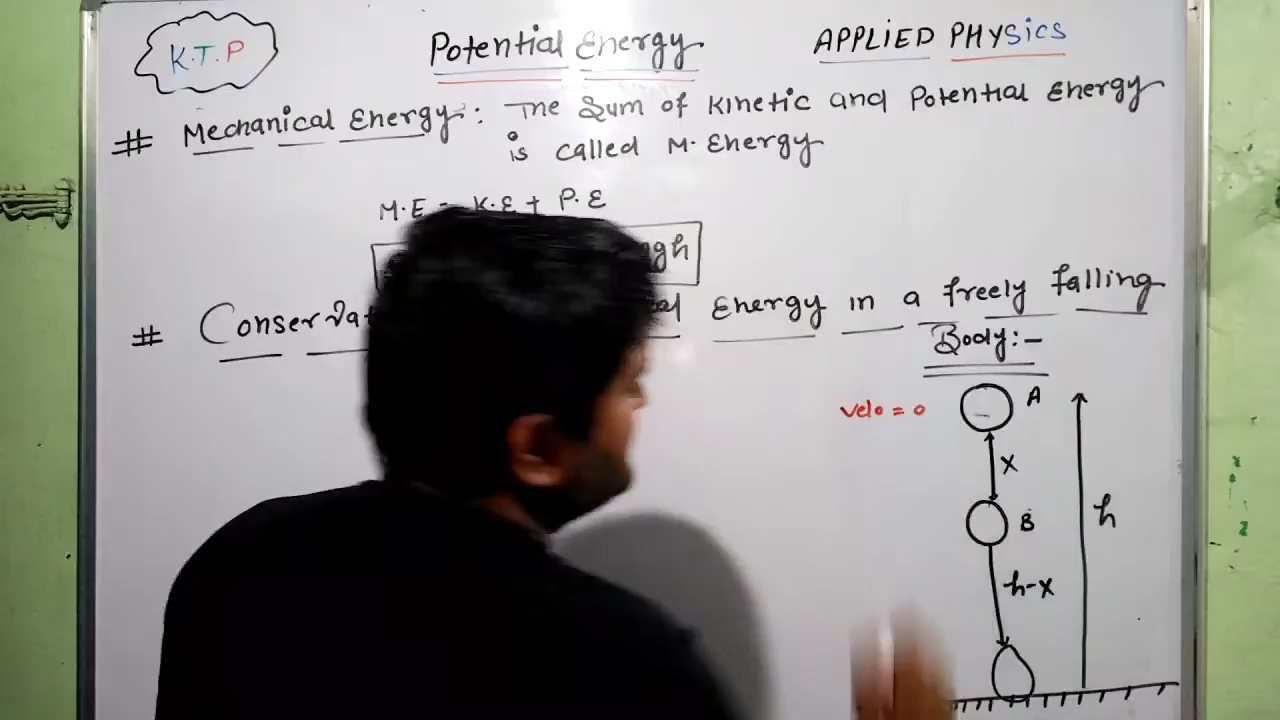 K.T.P
Potential Energy
APPLIED PHYSICS
# Mechanical Energy: The Sum of Kinetic and Potential Energy
is called M. Energy
M.E = K.E + P.E
gh
# Energy in a freely falling
Body:-
Velo = 0
A
x
B
h
h-x